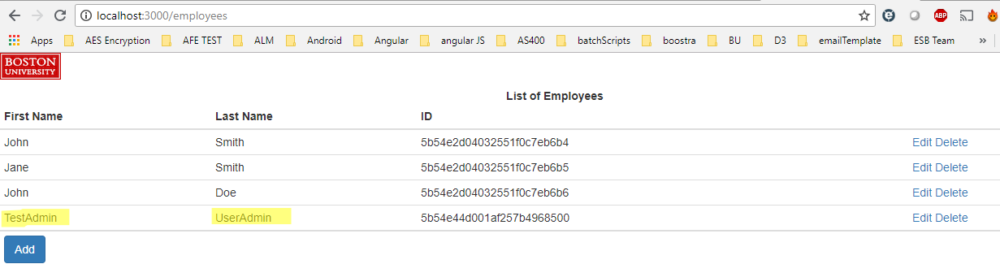 localhost:3000/employees
ABP
Apps AES Encryption AFE TEST ALM Android Angular angular JS AS400 batchScripts boostra BU D3 emailTemplate ESB Team »
BOSTON
UNIVERSITY
List of Employees
First Name Last Name ID
John Smith 5b54e2d04032551f0c7eb6b4 Edit Delete
Jane Smith 5b54e2d04032551f0c7eb6b5 Edit Delete
John Doe 5b54e2d04032551f0c7eb6b6 Edit Delete
TestAdmin UserAdmin 5b54e44d001af257b4968500 Edit Delete
Add